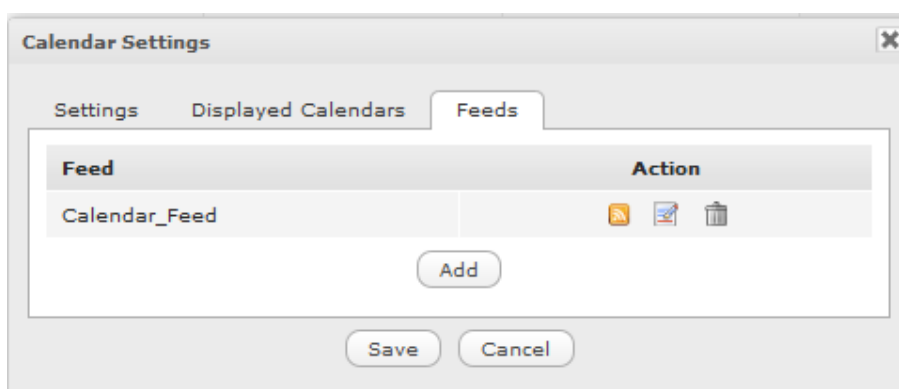 Calendar Settings
Settings Displayed Calendars Feeds
Feed Action
Calendar_Feed
Add
Save Cancel